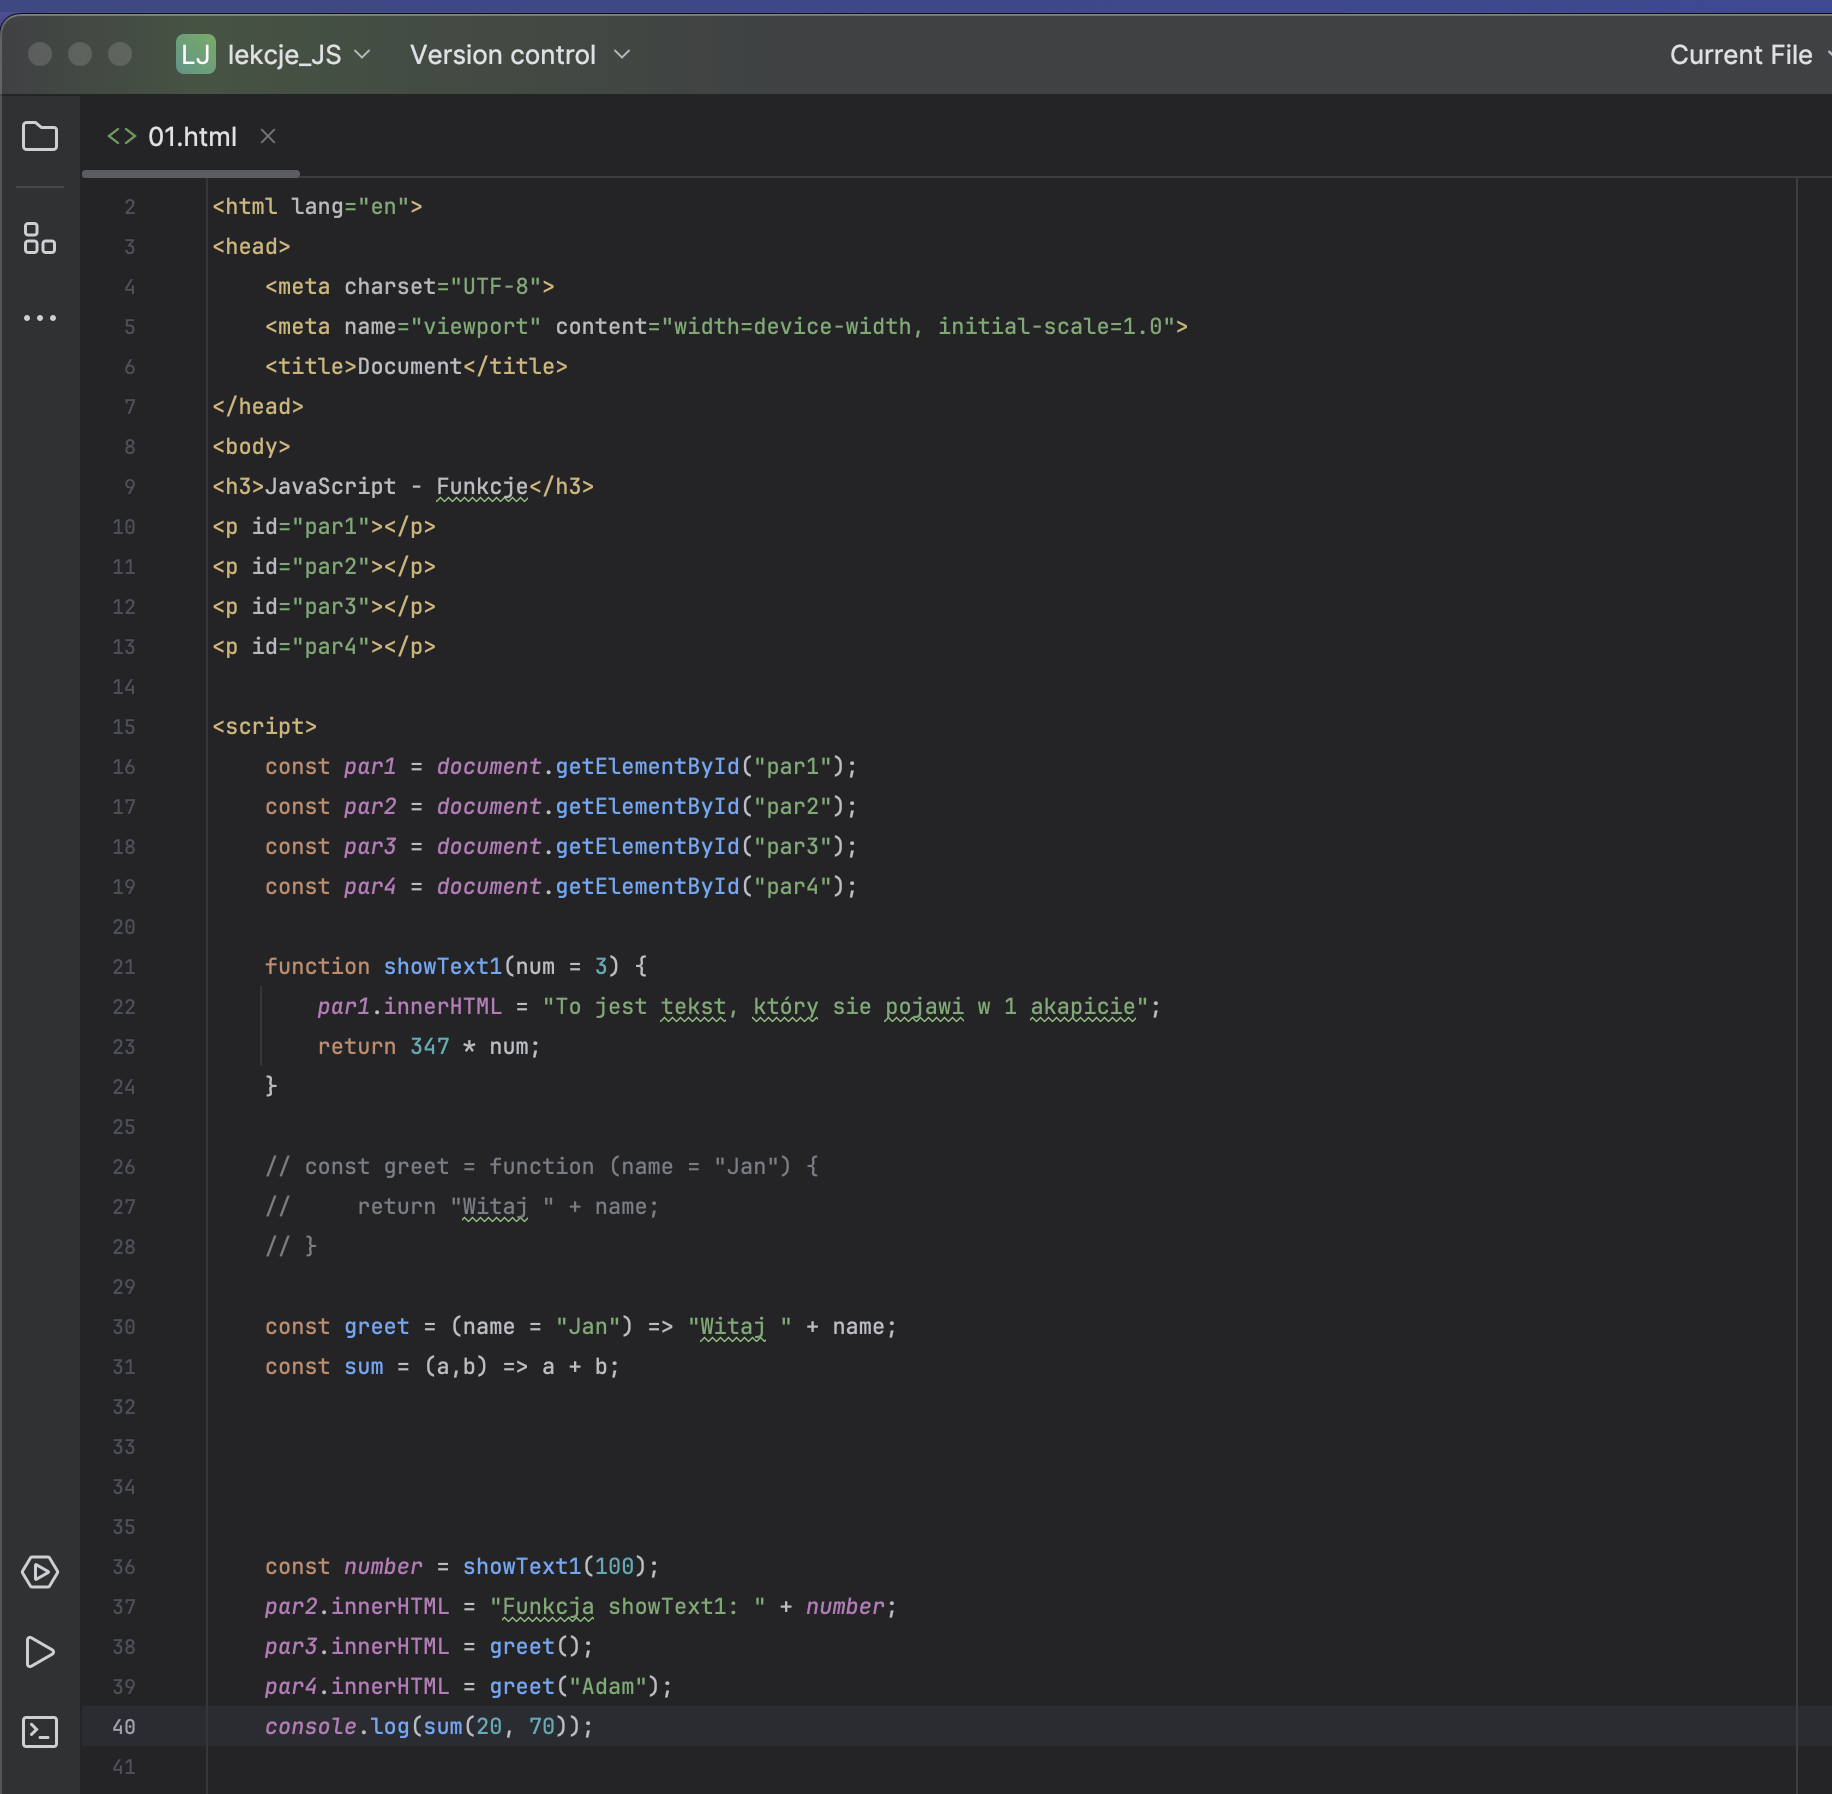 LJ lekcje_JS Version control Current File
<> 01.html
2 <html lang="en">
3 <head>
4     <meta charset="UTF-8">
5     <meta name="viewport" content="width=device-width, initial-scale=1.0">
6     <title>Document</title>
7 </head>
8 <body>
9 <h3>JavaScript - Funkcje</h3>
10 <p id="par1"></p>
11 <p id="par2"></p>
12 <p id="par3"></p>
13 <p id="par4"></p>
14
15 <script>
16     const par1 = document.getElementById("par1");
17     const par2 = document.getElementById("par2");
18     const par3 = document.getElementById("par3");
19     const par4 = document.getElementById("par4");
20
21     function showText1(num = 3) {
22         par1.innerHTML = "To jest tekst, który sie pojawi w 1 akapicie";
23         return 347 * num;
24     }
25
26     // const greet = function (name = "Jan") {
27     //     return "Witaj " + name;
28     // }
29
30     const greet = (name = "Jan") => "Witaj " + name;
31     const sum = (a,b) => a + b;
32
33
34
35
36     const number = showText1(100);
37     par2.innerHTML = "Funkcja showText1: " + number;
38     par3.innerHTML = greet();
39     par4.innerHTML = greet("Adam");
40     console.log(sum(20, 70));
41